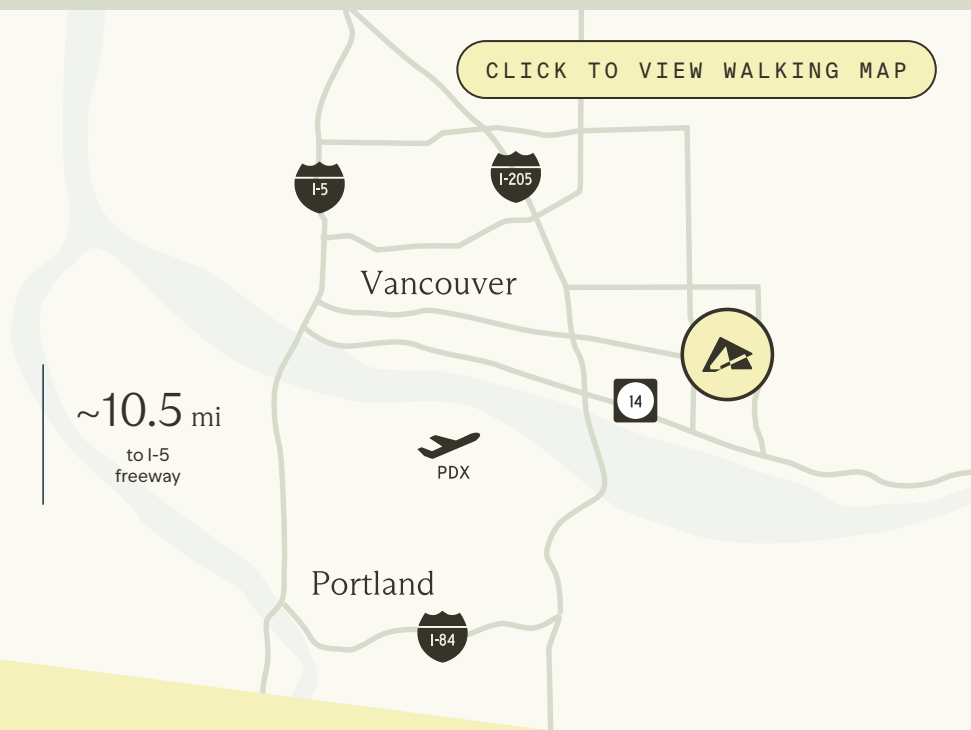 CLICK TO VIEW WALKING MAP
I-5
I-205
Vancouver
14
~10.5 mi
to I-5
freeway
PDX
Portland
I-84